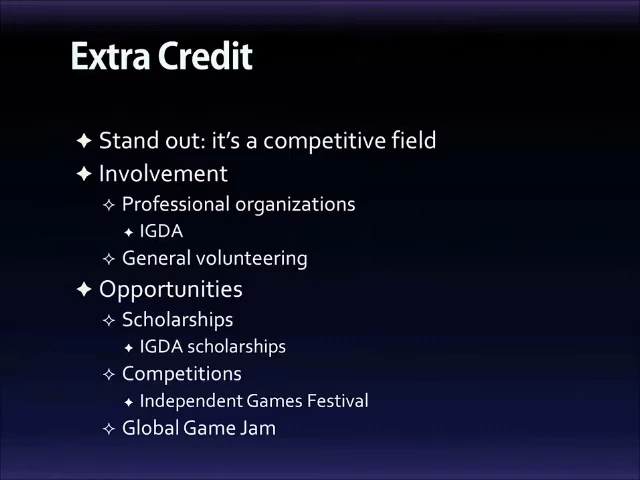 Extra Credit
Stand out: it's a competitive field
Involvement
Professional organizations
IGDA
General volunteering
Opportunities
Scholarships
IGDA scholarships
Competitions
Independent Games Festival
Global Game Jam